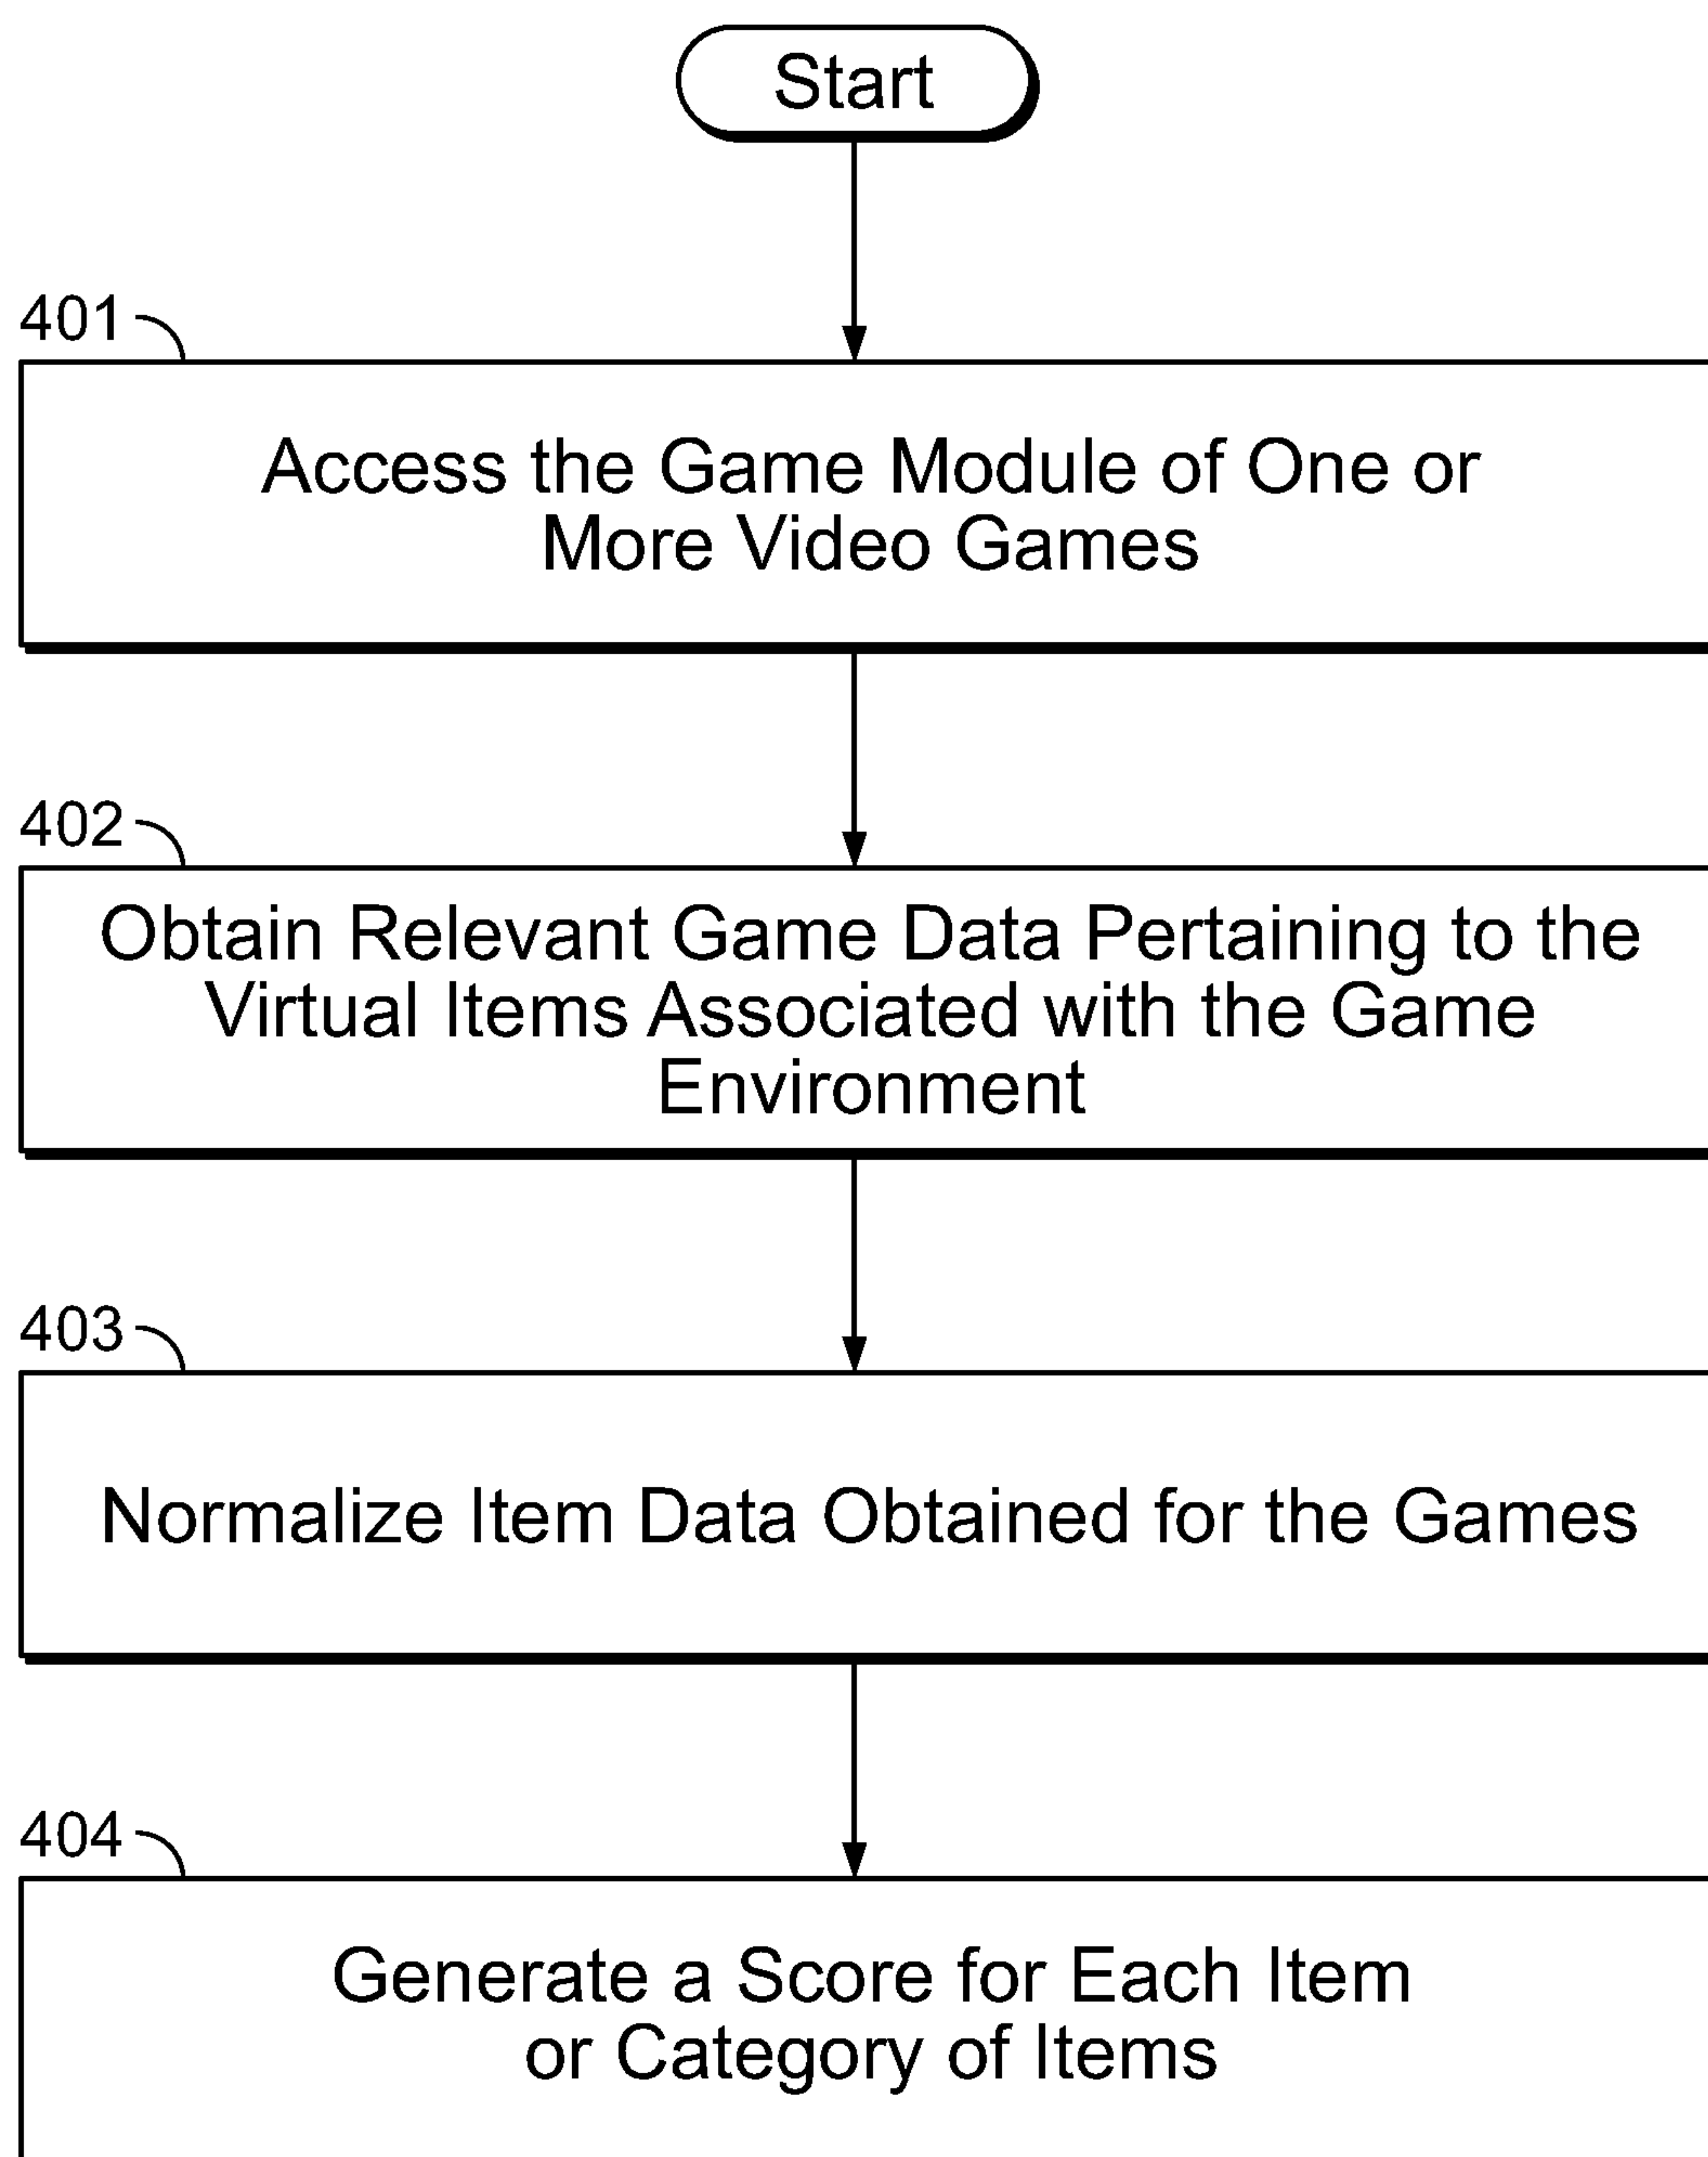 Start
401
Access the Game Module of One or
More Video Games
402
Obtain Relevant Game Data Pertaining to the
Virtual Items Associated with the Game
Environment
403
Normalize Item Data Obtained for the Games
404
Generate a Score for Each Item
or Category of Items